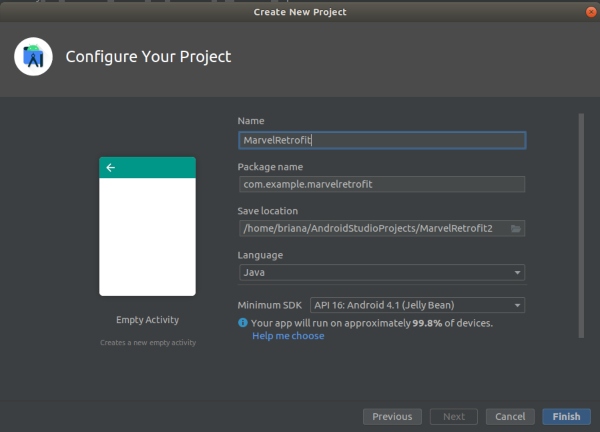 Create New Project
Configure Your Project
Name
MarvelRetrofit
Package name
com.example.marvelretrofit
Save location
/home/briana/AndroidStudioProjects/MarvelRetrofit2
Language
Java
Minimum SDK API 16: Android 4.1 (Jelly Bean)
Your app will run on approximately 99.8% of devices.
Help me choose
Empty Activity
Creates a new empty activity
Previous Next Cancel Finish